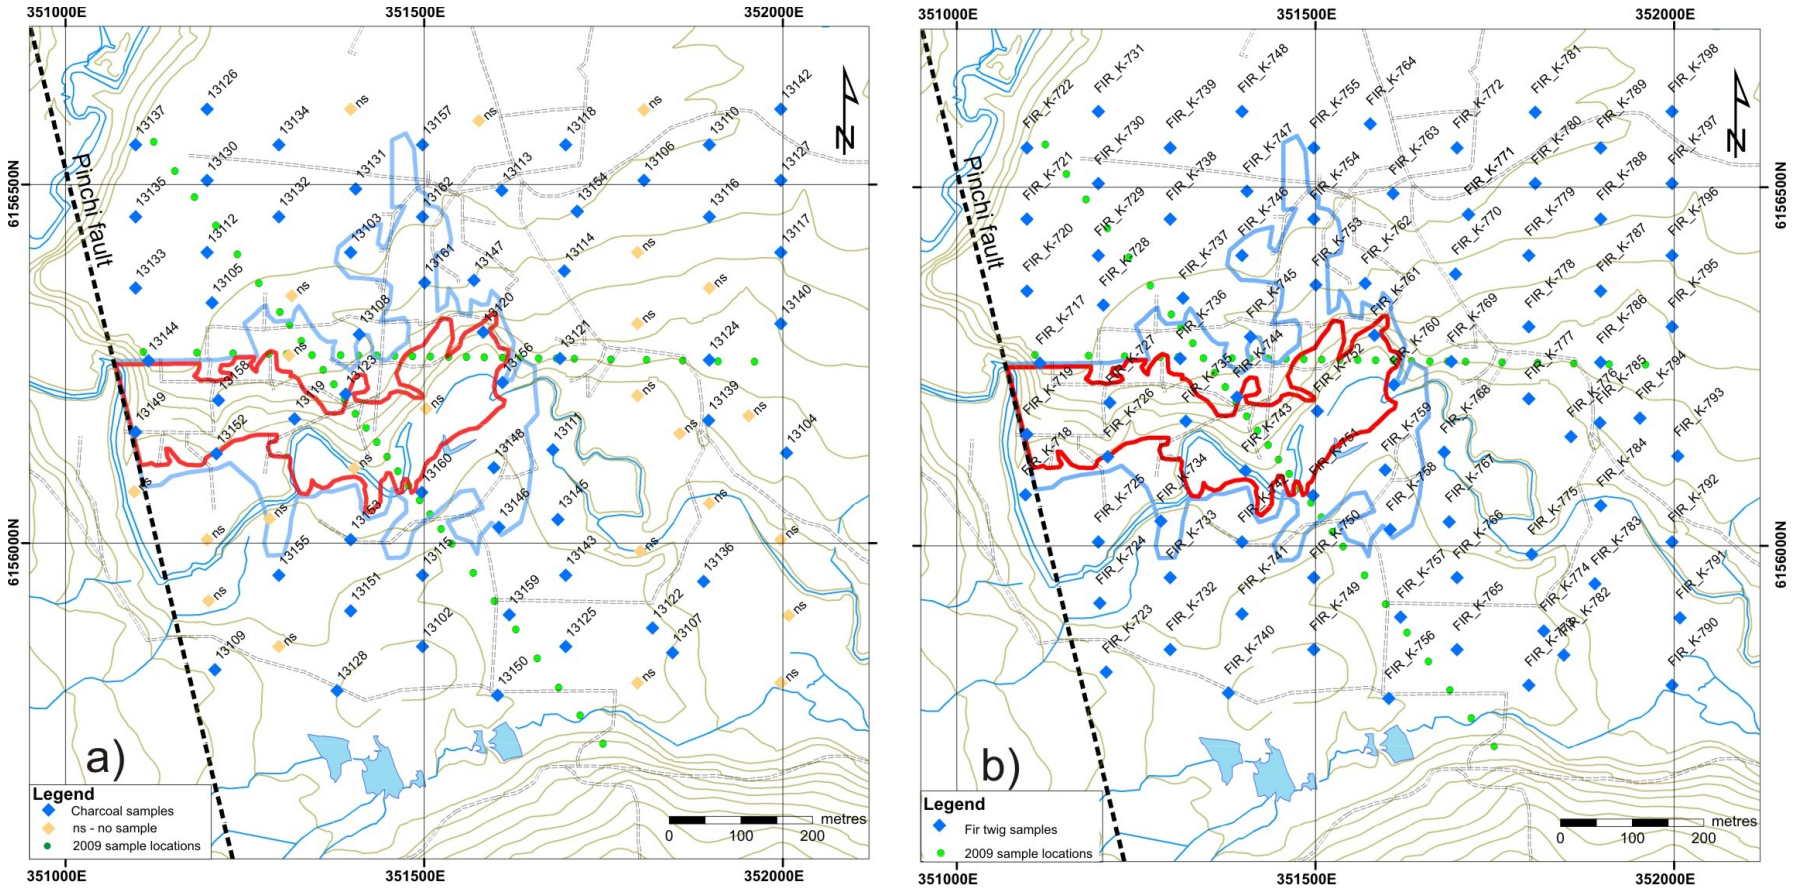 351000E 351500E 352000E
13126
13142
13137
13134
ns
13157
ns
13118
ns
13110
13130
13131
13113
13106
13127
13135
13132
13162
13154
13116
6156500N
Pinchi fault
N
13112
13103
13161
13147
13114
ns
13117
13133
13105
ns
13108
13120
ns
ns
13140
13144
ns
13121
13124
13158
13123
13156
13119
ns
ns
13139
ns
13149
13152
ns
13148
13111
ns
13104
ns
13160
13146
13145
ns
ns
13153
ns
ns
6156000N
13155
13115
13143
13136
ns
13151
13159
13122
ns
13109
ns
13102
13125
13107
13128
13150
ns
ns
a)
Legend
Charcoal samples
ns - no sample
2009 sample locations
metres
0 100 200
351000E 351500E 352000E
351000E 351500E 352000E
FIR_K-731
FIR_K-748
FIR_K-764
FIR_K-781
FIR_K-798
FIR_K-722
FIR_K-739
FIR_K-755
FIR_K-772
FIR_K-789
FIR_K-730
FIR_K-747
FIR_K-763
FIR_K-780
FIR_K-797
FIR_K-721
FIR_K-738
FIR_K-754
FIR_K-771
FIR_K-788
6156500N
Pinchi fault
N
FIR_K-729
FIR_K-746
FIR_K-762
FIR_K-779
FIR_K-796
FIR_K-720
FIR_K-737
FIR_K-753
FIR_K-770
FIR_K-787
FIR_K-728
FIR_K-745
FIR_K-761
FIR_K-778
FIR_K-795
FIR_K-717
FIR_K-736
FIR_K-769
FIR_K-786
FIR_K-727
FIR_K-744
FIR_K-760
FIR_K-777
FIR_K-719
FIR_K-735
FIR_K-752
FIR_K-776
FIR_K-785
FIR_K-794
FIR_K-726
FIR_K-743
FIR_K-759
FIR_K-768
FIR_K-793
FIR_K-718
FIR_K-734
FIR_K-751
FIR_K-767
FIR_K-784
FIR_K-725
FIR_K-742
FIR_K-758
FIR_K-775
FIR_K-792
FIR_K-733
FIR_K-750
FIR_K-766
FIR_K-783
6156000N
FIR_K-724
FIR_K-741
FIR_K-757
FIR_K-774
FIR_K-791
FIR_K-732
FIR_K-749
FIR_K-765
FIR_K-782
FIR_K-723
FIR_K-740
FIR_K-756
FIR_K-790
b)
Legend
Fir twig samples
2009 sample locations
metres
0 100 200
351000E 351500E 352000E